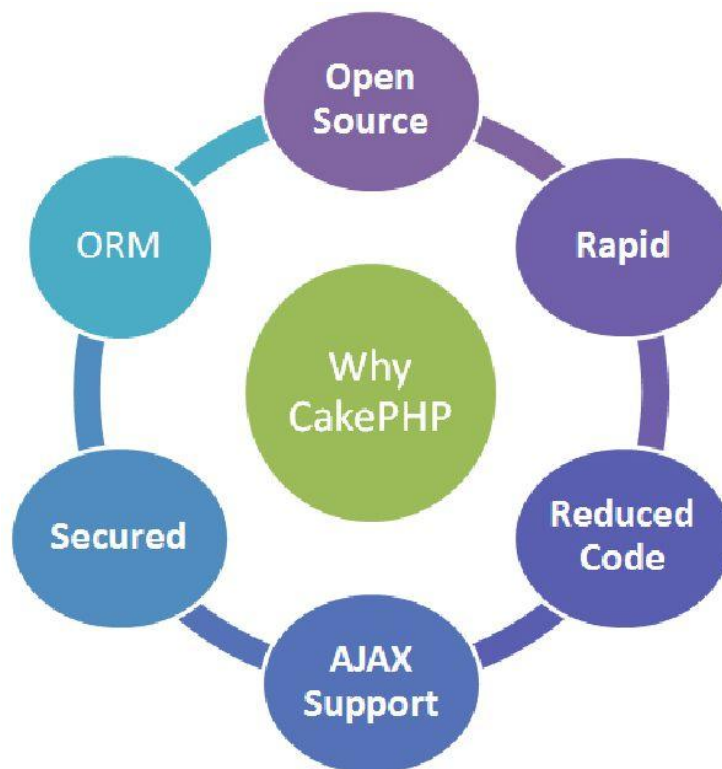 Open
Source
Rapid
Reduced
Code
AJAX
Support
Secured
ORM
Why
CakePHP